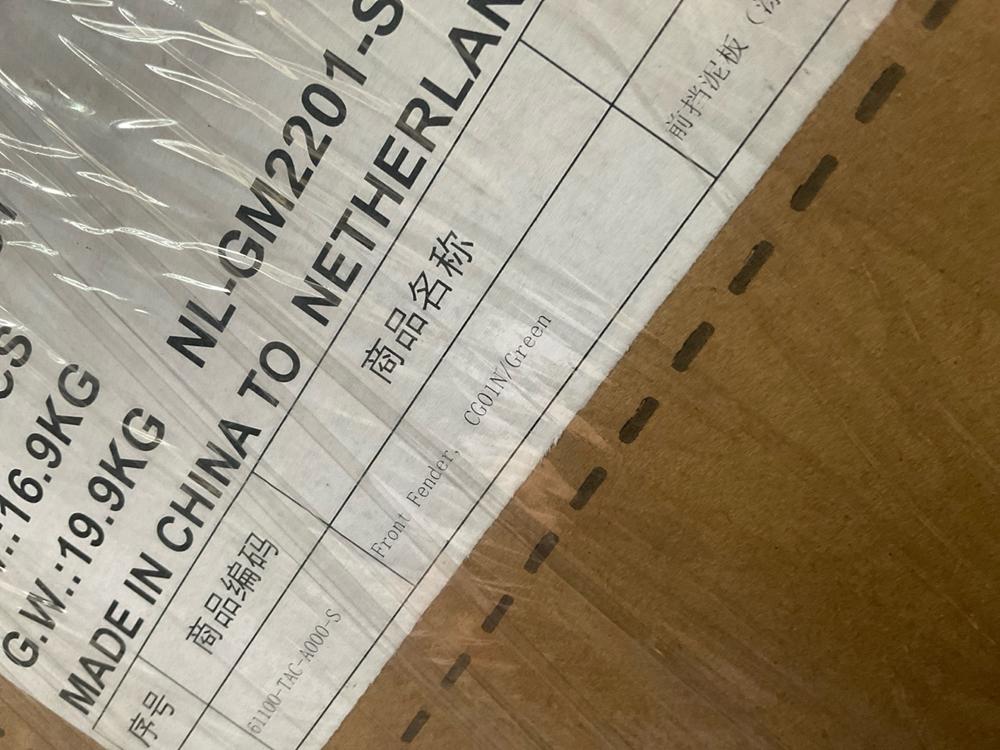 NL-GM2201-S
16.9KG
G.W.:19.9KG
MADE IN CHINA TO NETHERLAN
序号 商品编码 商品名称
61100-TAC-A000-S Front Fender, CG01N/Green 前挡泥板（涂